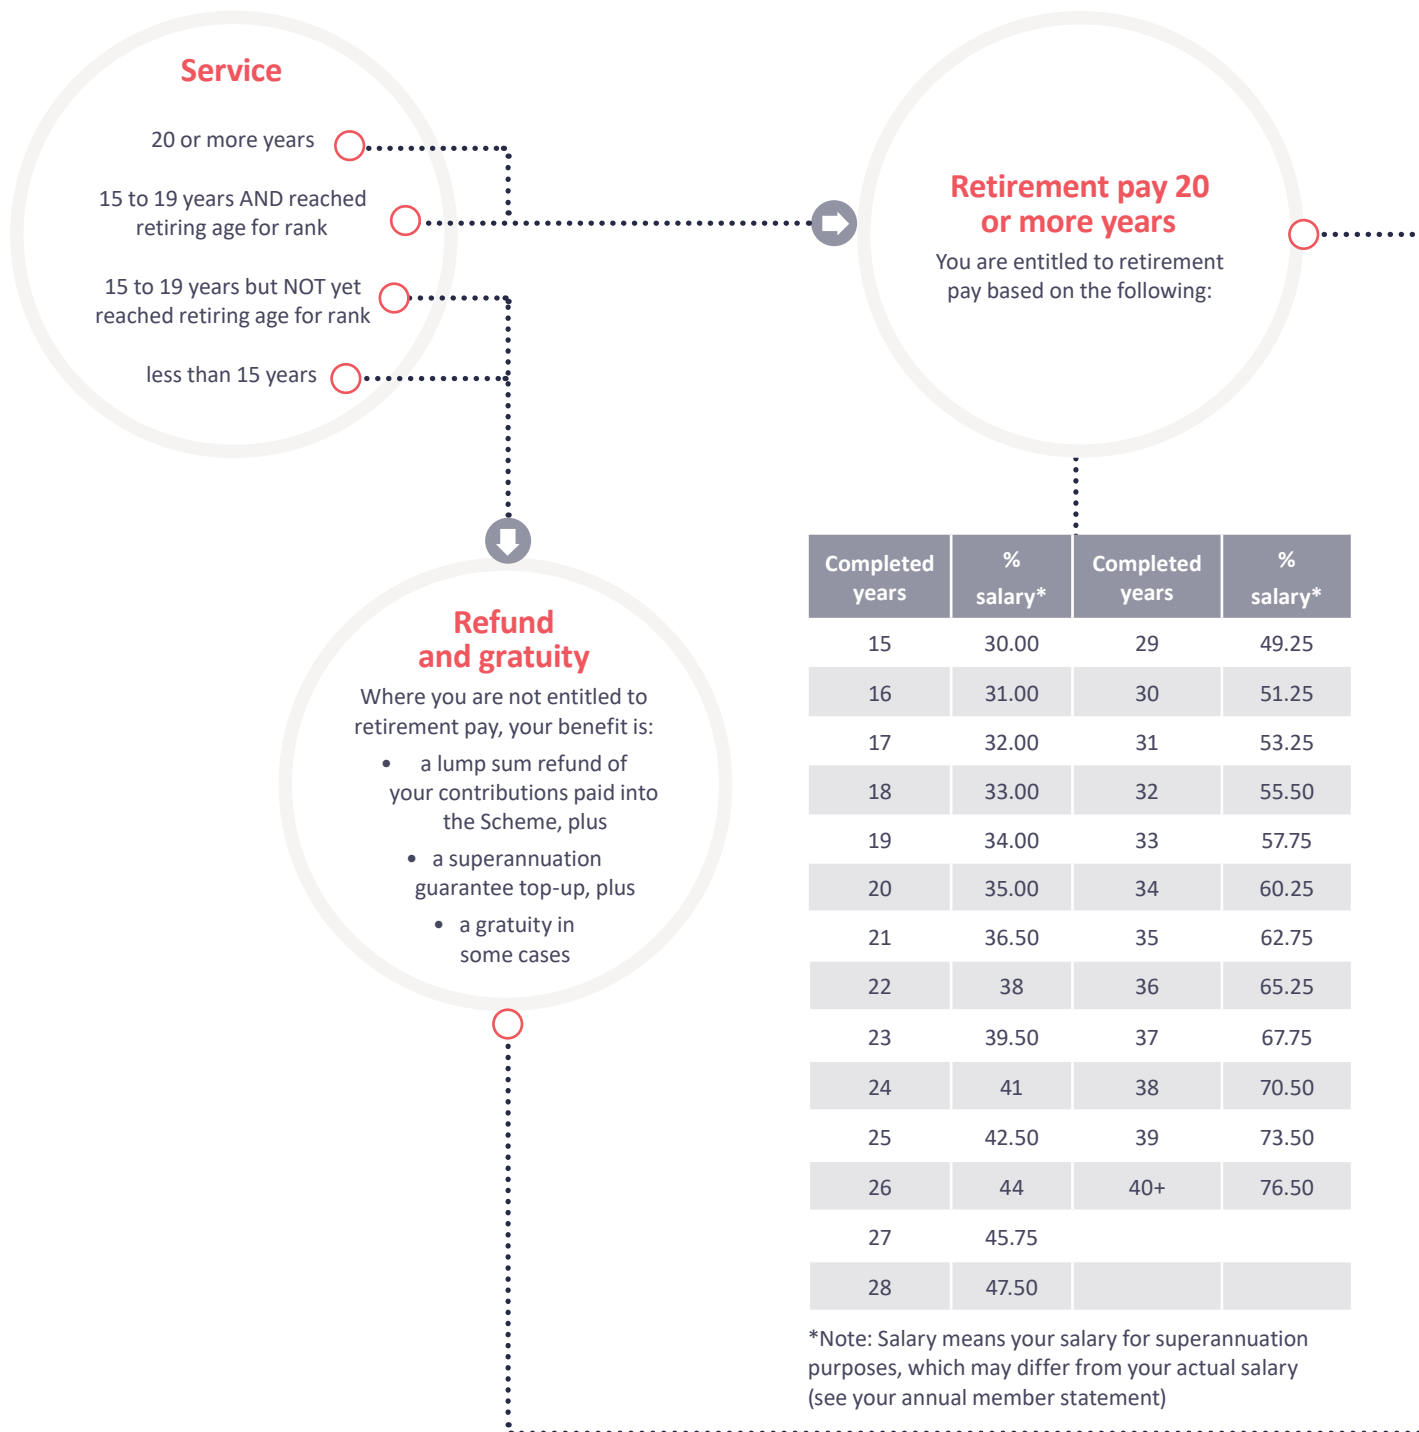 Service
20 or more years
15 to 19 years AND reached
retiring age for rank
15 to 19 years but NOT yet
reached retiring age for rank
less than 15 years
Retirement pay 20
or more years
You are entitled to retirement
pay based on the following:
Refund
and gratuity
Where you are not entitled to
retirement pay, your benefit is:
• a lump sum refund of
your contributions paid into
the Scheme, plus
• a superannuation
guarantee top-up, plus
• a gratuity in
some cases
Completed years % salary* Completed years % salary*
15 30.00 29 49.25
16 31.00 30 51.25
17 32.00 31 53.25
18 33.00 32 55.50
19 34.00 33 57.75
20 35.00 34 60.25
21 36.50 35 62.75
22 38 36 65.25
23 39.50 37 67.75
24 41 38 70.50
25 42.50 39 73.50
26 44 40+ 76.50
27 45.75
28 47.50
*Note: Salary means your salary for superannuation
purposes, which may differ from your actual salary
(see your annual member statement)